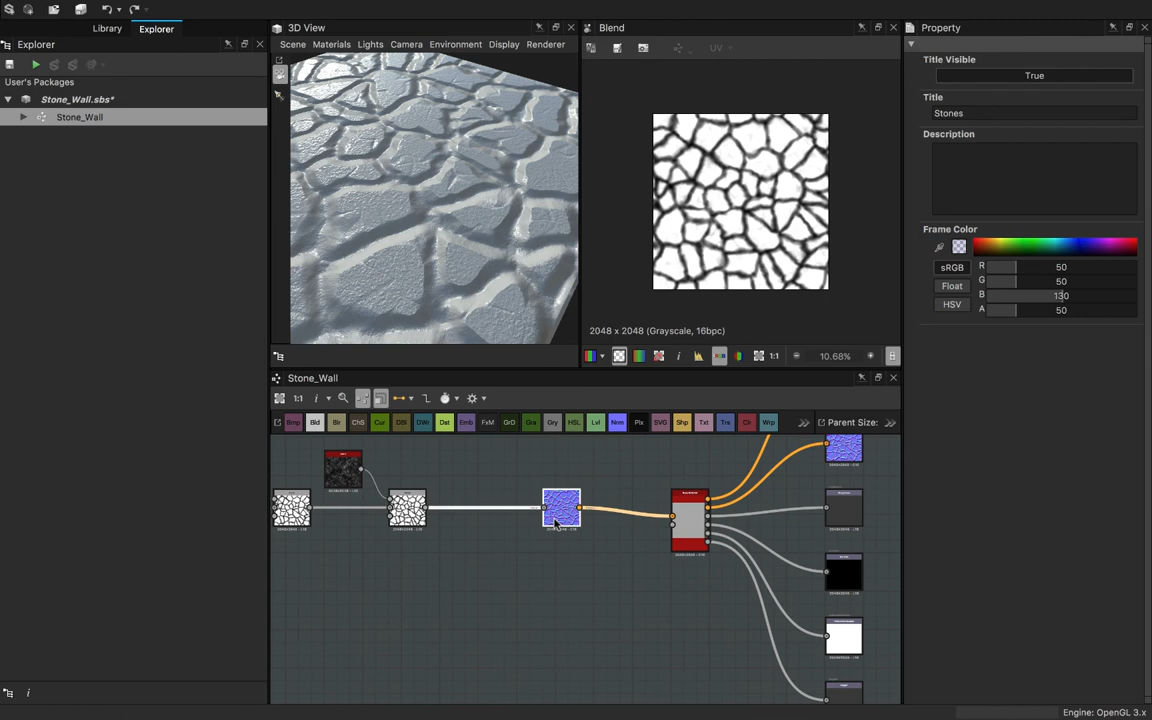 Library
Explorer
Explorer
User's Packages
Stone_Wall.sbs*
Stone_Wall
3D View
Scene Materials Lights Camera Environment Display Renderer
Blend
UV
2048 x 2048 (Grayscale, 16bpc)
1:1
10.68%
Stone_Wall
1:1
Bmp Bld Blr ChS Cur DBl DWr Dst Emb FxM GrD Gra Gry HSL Lvl Nrm Plx SVG Shp Txt Trs Clr Wrp
Parent Size:
Property
Title Visible
True
Title
Stones
Description
Frame Color
sRGB
Float
HSV
R 50
G 50
B 130
A 50
Engine: OpenGL 3.x